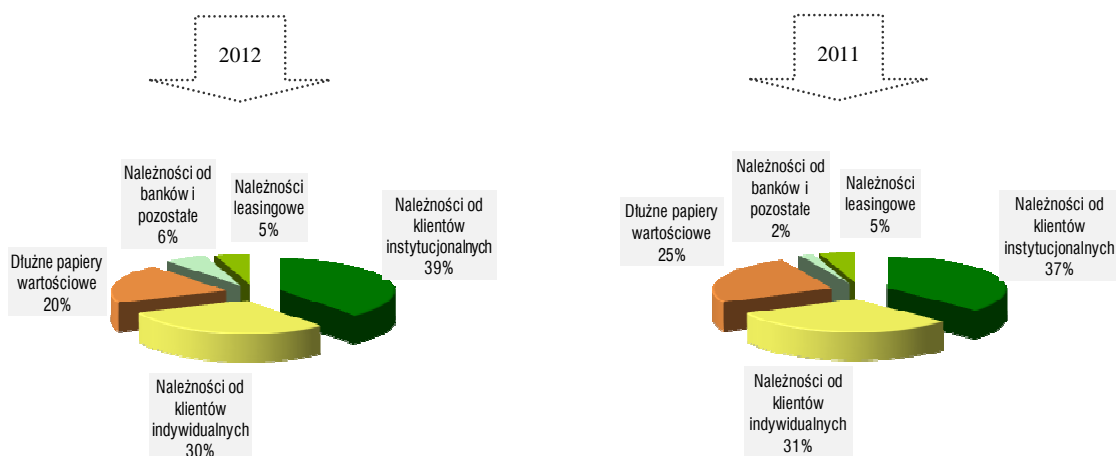 2012
Należności od
banków i
pozostałe
6%
Należności
leasingowe
5%
Należności od
klientów
instytucjonalnych
39%
Dłużne papiery
wartościowe
20%
Należności od
klientów
indywidualnych
30%
2011
Należności od
banków i
pozostałe
2%
Należności
leasingowe
5%
Należności od
klientów
instytucjonalnych
37%
Dłużne papiery
wartościowe
25%
Należności od
klientów
indywidualnych
31%